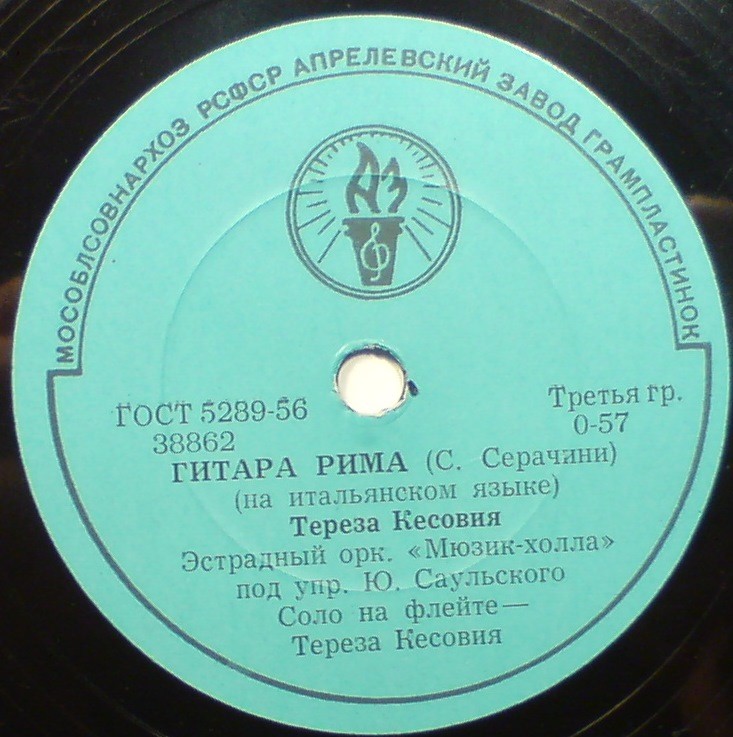 МОСОБЛСОВНАРХОЗ РСФСР АПРЕЛЕВСКИЙ ЗАВОД ГРАМПЛАСТИНОК
АЗ
ГОСТ 5289-56
38862
Третья гр.
0-57
ГИТАРА РИМА (С. Серачини)
(на итальянском языке)
Тереза Кесовия
Эстрадный орк. «Мюзик-холла»
под упр. Ю. Саульского
Соло на флейте—
Тереза Кесовия